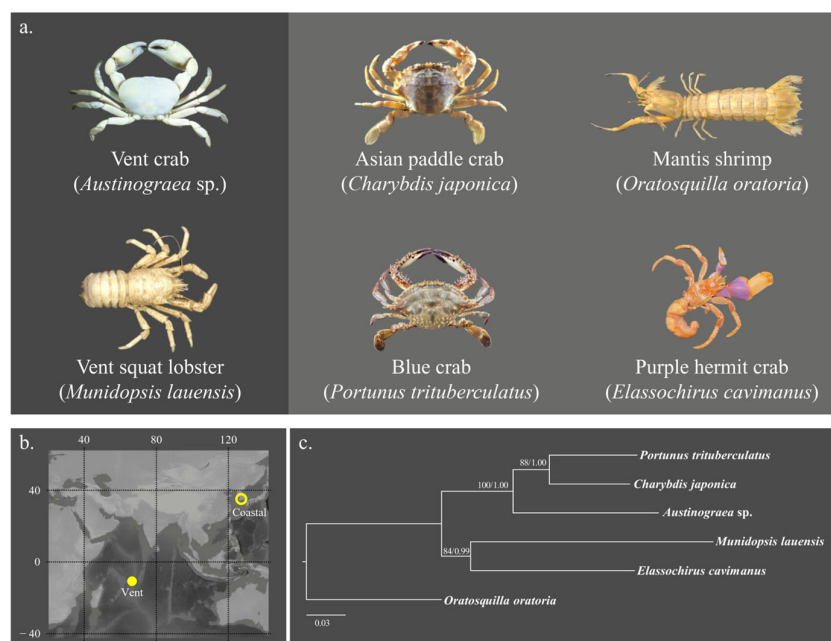 a.
Vent crab
(Austinograea sp.)
Asian paddle crab
(Charybdis japonica)
Mantis shrimp
(Oratosquilla oratoria)
Vent squat lobster
(Munidopsis lauensis)
Blue crab
(Portunus trituberculatus)
Purple hermit crab
(Elassochirus cavimanus)
b.
40 80 120
40
0
− 40
Coastal
Vent
c.
88/1.00
100/1.00
84/0.99
Portunus trituberculatus
Charybdis japonica
Austinograea sp.
Munidopsis lauensis
Elassochirus cavimanus
Oratosquilla oratoria
0.03